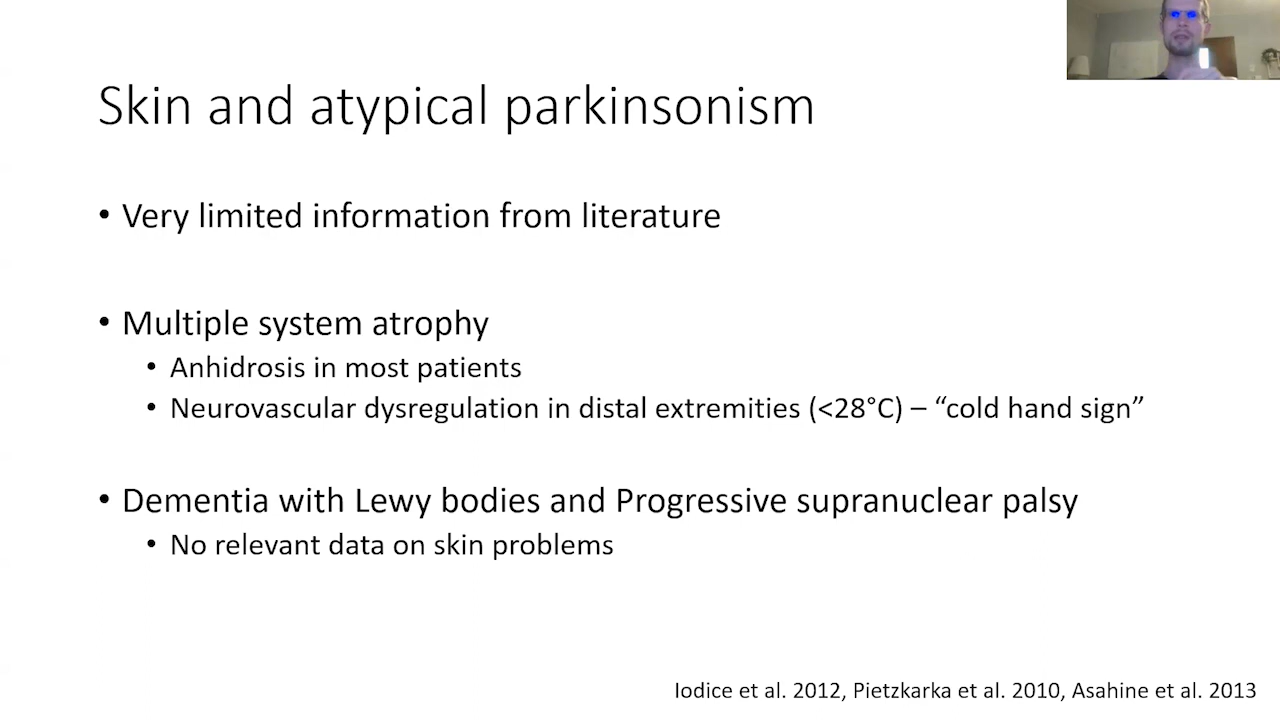 Skin and atypical parkinsonism
• Very limited information from literature
• Multiple system atrophy
• Anhidrosis in most patients
• Neurovascular dysregulation in distal extremities (<28°C) – “cold hand sign”
• Dementia with Lewy bodies and Progressive supranuclear palsy
• No relevant data on skin problems
Iodice et al. 2012, Pietzkarka et al. 2010, Asahine et al. 2013